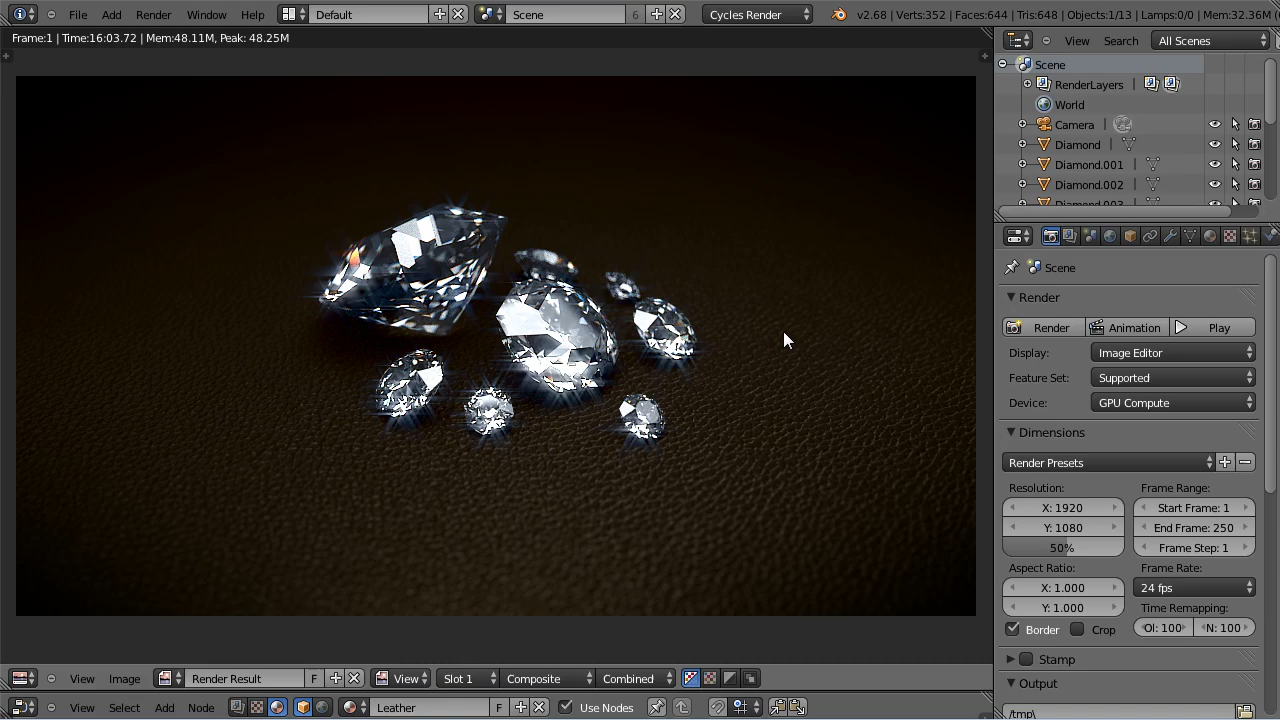 File Add Render Window Help Default Scene 6 Cycles Render v2.68 | Verts:352 | Faces:644 | Tris:648 | Objects:1/13 | Lamps:0/0 | Mem:32.36M
Frame:1 | Time:16:03.72 | Mem:48.11M, Peak: 48.25M
View Search All Scenes
Scene
RenderLayers
World
Camera
Diamond
Diamond.001
Diamond.002
Diamond.003
Scene
Render
Render Animation Play
Display: Image Editor
Feature Set: Supported
Device: GPU Compute
Dimensions
Render Presets
Resolution: Frame Range:
X: 1920 Start Frame: 1
Y: 1080 End Frame: 250
50% Frame Step: 1
Aspect Ratio: Frame Rate:
X: 1.000 24 fps
Y: 1.000 Time Remapping:
Border Crop Ol: 100 N: 100
Stamp
Output
/tmp\
View Image Render Result F View Slot 1 Composite Combined
View Select Add Node Leather F Use Nodes